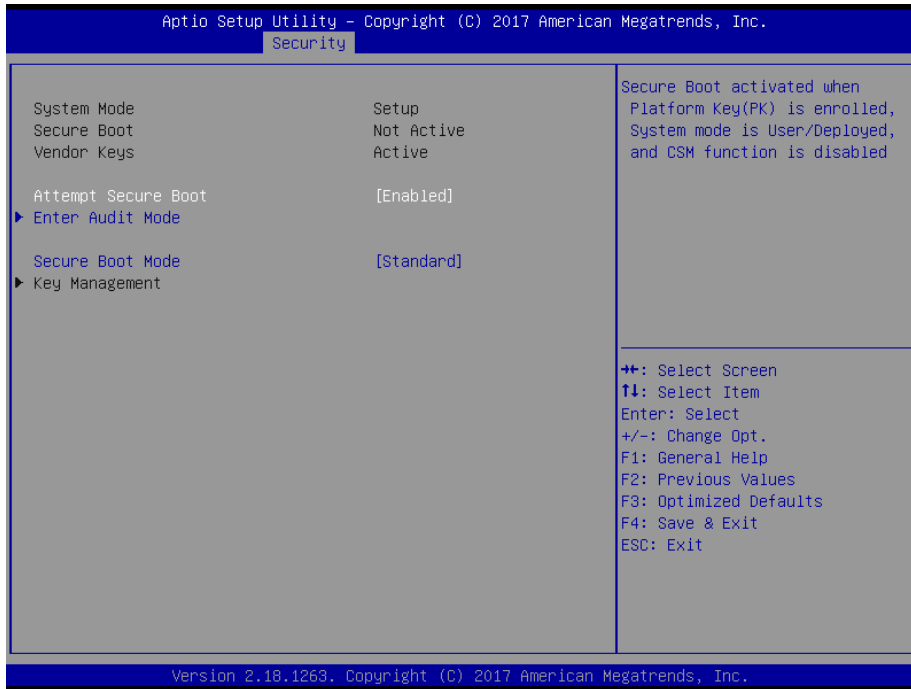 Aptio Setup Utility – Copyright (C) 2017 American Megatrends, Inc.
Security
System Mode Setup
Secure Boot Not Active
Vendor Keys Active
Attempt Secure Boot [Enabled]
Enter Audit Mode
Secure Boot Mode [Standard]
Key Management
Secure Boot activated when
Platform Key(PK) is enrolled,
System mode is User/Deployed,
and CSM function is disabled
→←: Select Screen
↑↓: Select Item
Enter: Select
+/-: Change Opt.
F1: General Help
F2: Previous Values
F3: Optimized Defaults
F4: Save & Exit
ESC: Exit
Version 2.18.1263. Copyright (C) 2017 American Megatrends, Inc.